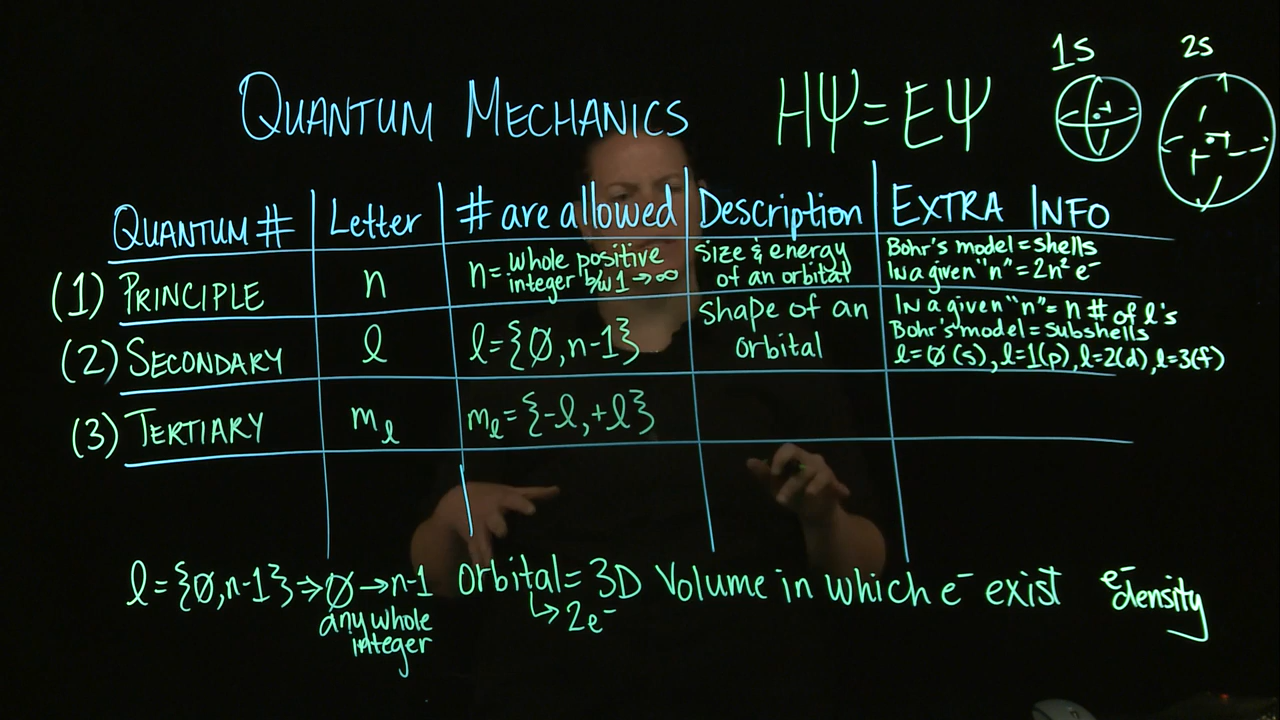 1s 2s
QUANTUM MECHANICS HΨ=EΨ
QUANTUM # Letter # are allowed Description EXTRA INFO
(1) PRINCIPLE n n= whole positive integer b/w 1→∞ size & energy of an orbital Bohr's model = shells
In a given "n" = 2n² e⁻
(2) SECONDARY l l={∅,n-1} shape of an orbital In a given "n" = n # of l's
Bohr's model = subshells
l=∅(s), l=1(p), l=2(d), l=3(f)
(3) TERTIARY mₗ mₗ={-l,+l}
l={∅,n-1}⇒∅→n-1
any whole
integer
orbital= 3D Volume in which e⁻ exist
↳2e⁻
e⁻ density